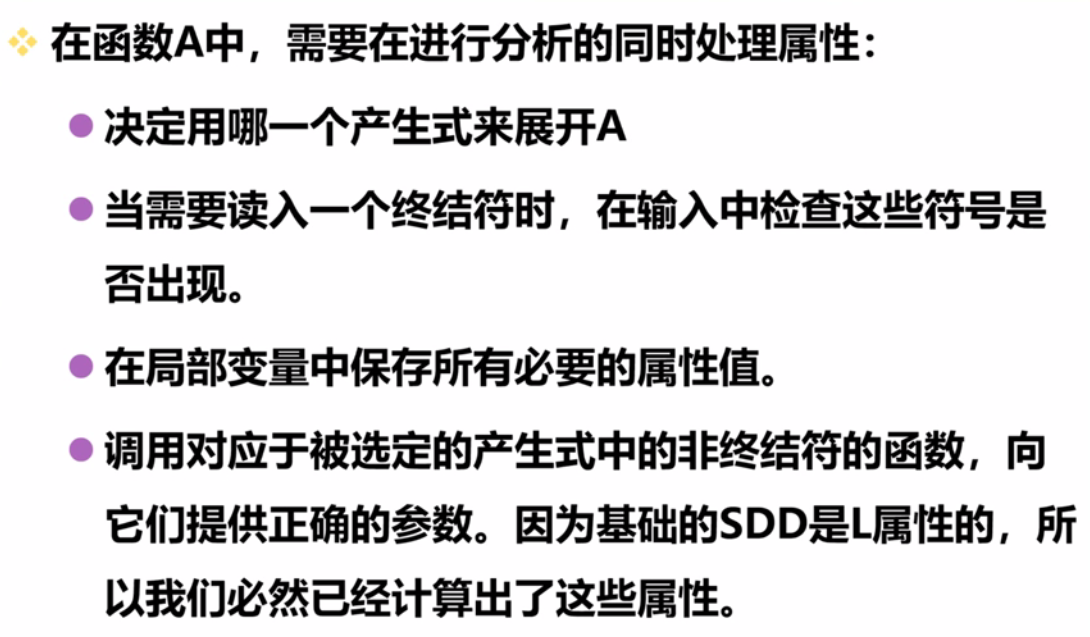 在函数A中，需要在进行分析的同时处理属性：
决定用哪一个产生式来展开A
当需要读入一个终结符时，在输入中检查这些符号是
否出现。
在局部变量中保存所有必要的属性值。
调用对应于被选定的产生式中的非终结符的函数，向
它们提供正确的参数。因为基础的SDD是L属性的，所
以我们必然已经计算出了这些属性。